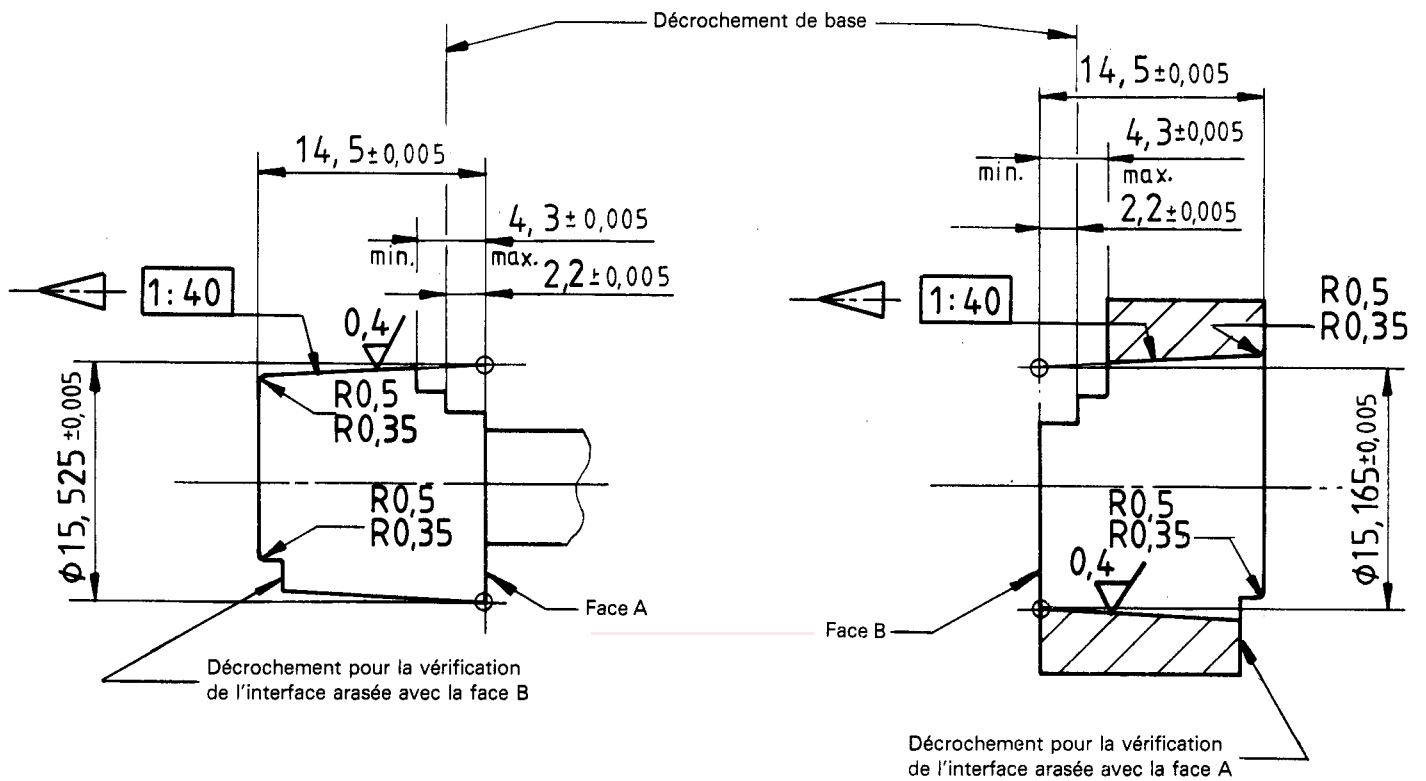 Décrochement de base
14,5±0,005
4,3±0,005
min.
max.
2,2±0,005
1:40
0,4
R0,5
R0,35
R0,5
R0,35
⌀15,525±0,005
Face A
Décrochement pour la vérification
de l'interface arasée avec la face B
14,5±0,005
4,3±0,005
min.
max.
2,2±0,005
1:40
R0,5
R0,35
R0,5
R0,35
0,4
⌀15,165±0,005
Face B
Décrochement pour la vérification
de l'interface arasée avec la face A